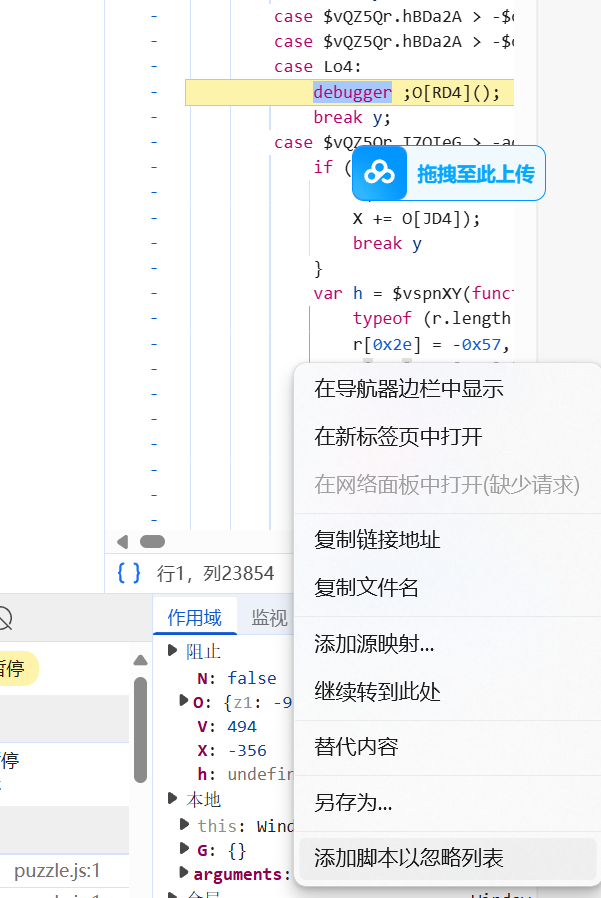 case $vQZ5Qr.hBDa2A > -$
case $vQZ5Qr.hBDa2A > -$
case Lo4:
debugger ;O[RD4]();
break y;
case $vQZ5Qr.T7QTeG > -a
if (
拖拽至此上传
X += O[JD4]);
break y
}
var h = $vspnXY(func
typeof (r.length
r[0x2e] = -0x57,
在导航器边栏中显示
在新标签页中打开
在网络面板中打开(缺少请求)
复制链接地址
复制文件名
添加源映射...
继续转到此处
替代内容
另存为...
添加脚本以忽略列表
{ } 行1，列23854
作用域 监视
阻止
N: false
O: {z1: -9
V: 494
X: -356
h: undefin
本地
this: Wind
G: {}
arguments:
暂停
停
puzzle.js:1